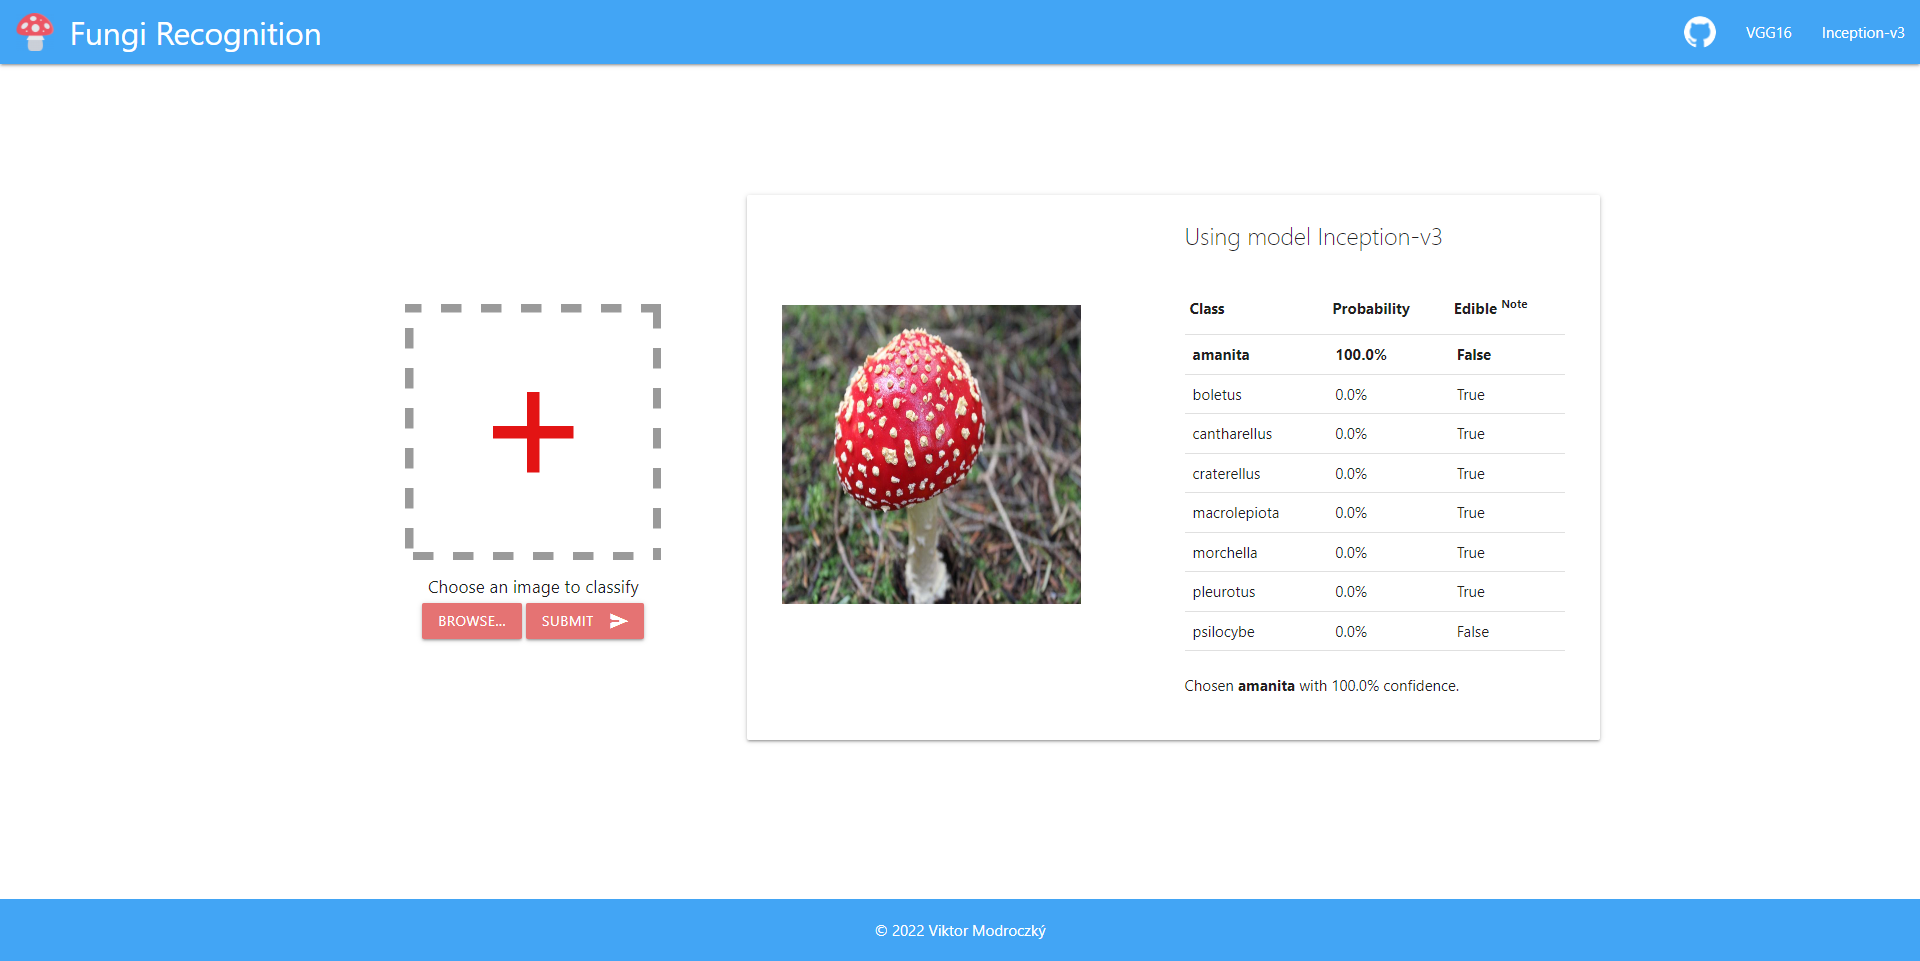 Fungi Recognition
VGG16
Inception-v3
Choose an image to classify
BROWSE...
SUBMIT
Using model Inception-v3
Class Probability Edible Note
amanita 100.0% False
boletus 0.0% True
cantharellus 0.0% True
craterellus 0.0% True
macrolepiota 0.0% True
morchella 0.0% True
pleurotus 0.0% True
psilocybe 0.0% False
Chosen amanita with 100.0% confidence.
© 2022 Viktor Modroczký